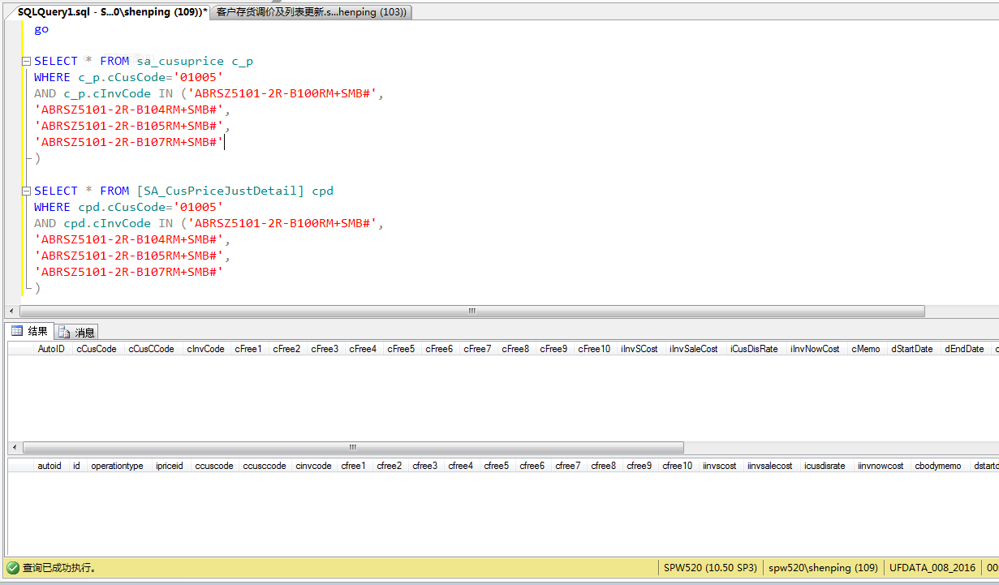 SQLQuery1.sql - S...0\shenping (109))* 客户存货调价及列表更新.s...henping (103))
go
SELECT * FROM sa_cusuprice c_p
WHERE c_p.cCusCode='01005'
AND c_p.cInvCode IN ('ABRSZ5101-2R-B100RM+SMB#',
'ABRSZ5101-2R-B104RM+SMB#',
'ABRSZ5101-2R-B105RM+SMB#',
'ABRSZ5101-2R-B107RM+SMB#'
)
SELECT * FROM [SA_CusPriceJustDetail] cpd
WHERE cpd.cCusCode='01005'
AND cpd.cInvCode IN ('ABRSZ5101-2R-B100RM+SMB#',
'ABRSZ5101-2R-B104RM+SMB#',
'ABRSZ5101-2R-B105RM+SMB#',
'ABRSZ5101-2R-B107RM+SMB#'
)
结果 消息
AutoID cCusCode cCusCCode cInvCode cFree1 cFree2 cFree3 cFree4 cFree5 cFree6 cFree7 cFree8 cFree9 cFree10 iInvSCost iInvSaleCost iCusDisRate iInvNowCost cMemo dStartDate dEndDate
autoid id operationtype ipriceid ccuscode ccusccode cinvcode cfree1 cfree2 cfree3 cfree4 cfree5 cfree6 cfree7 cfree8 cfree9 cfree10 iinvscost iinvsalecost icusdisrate iinvnowcost cbodymemo dstartd
查询已成功执行。 SPW520 (10.50 SP3) spw520\shenping (109) UFDATA_008_2016 00